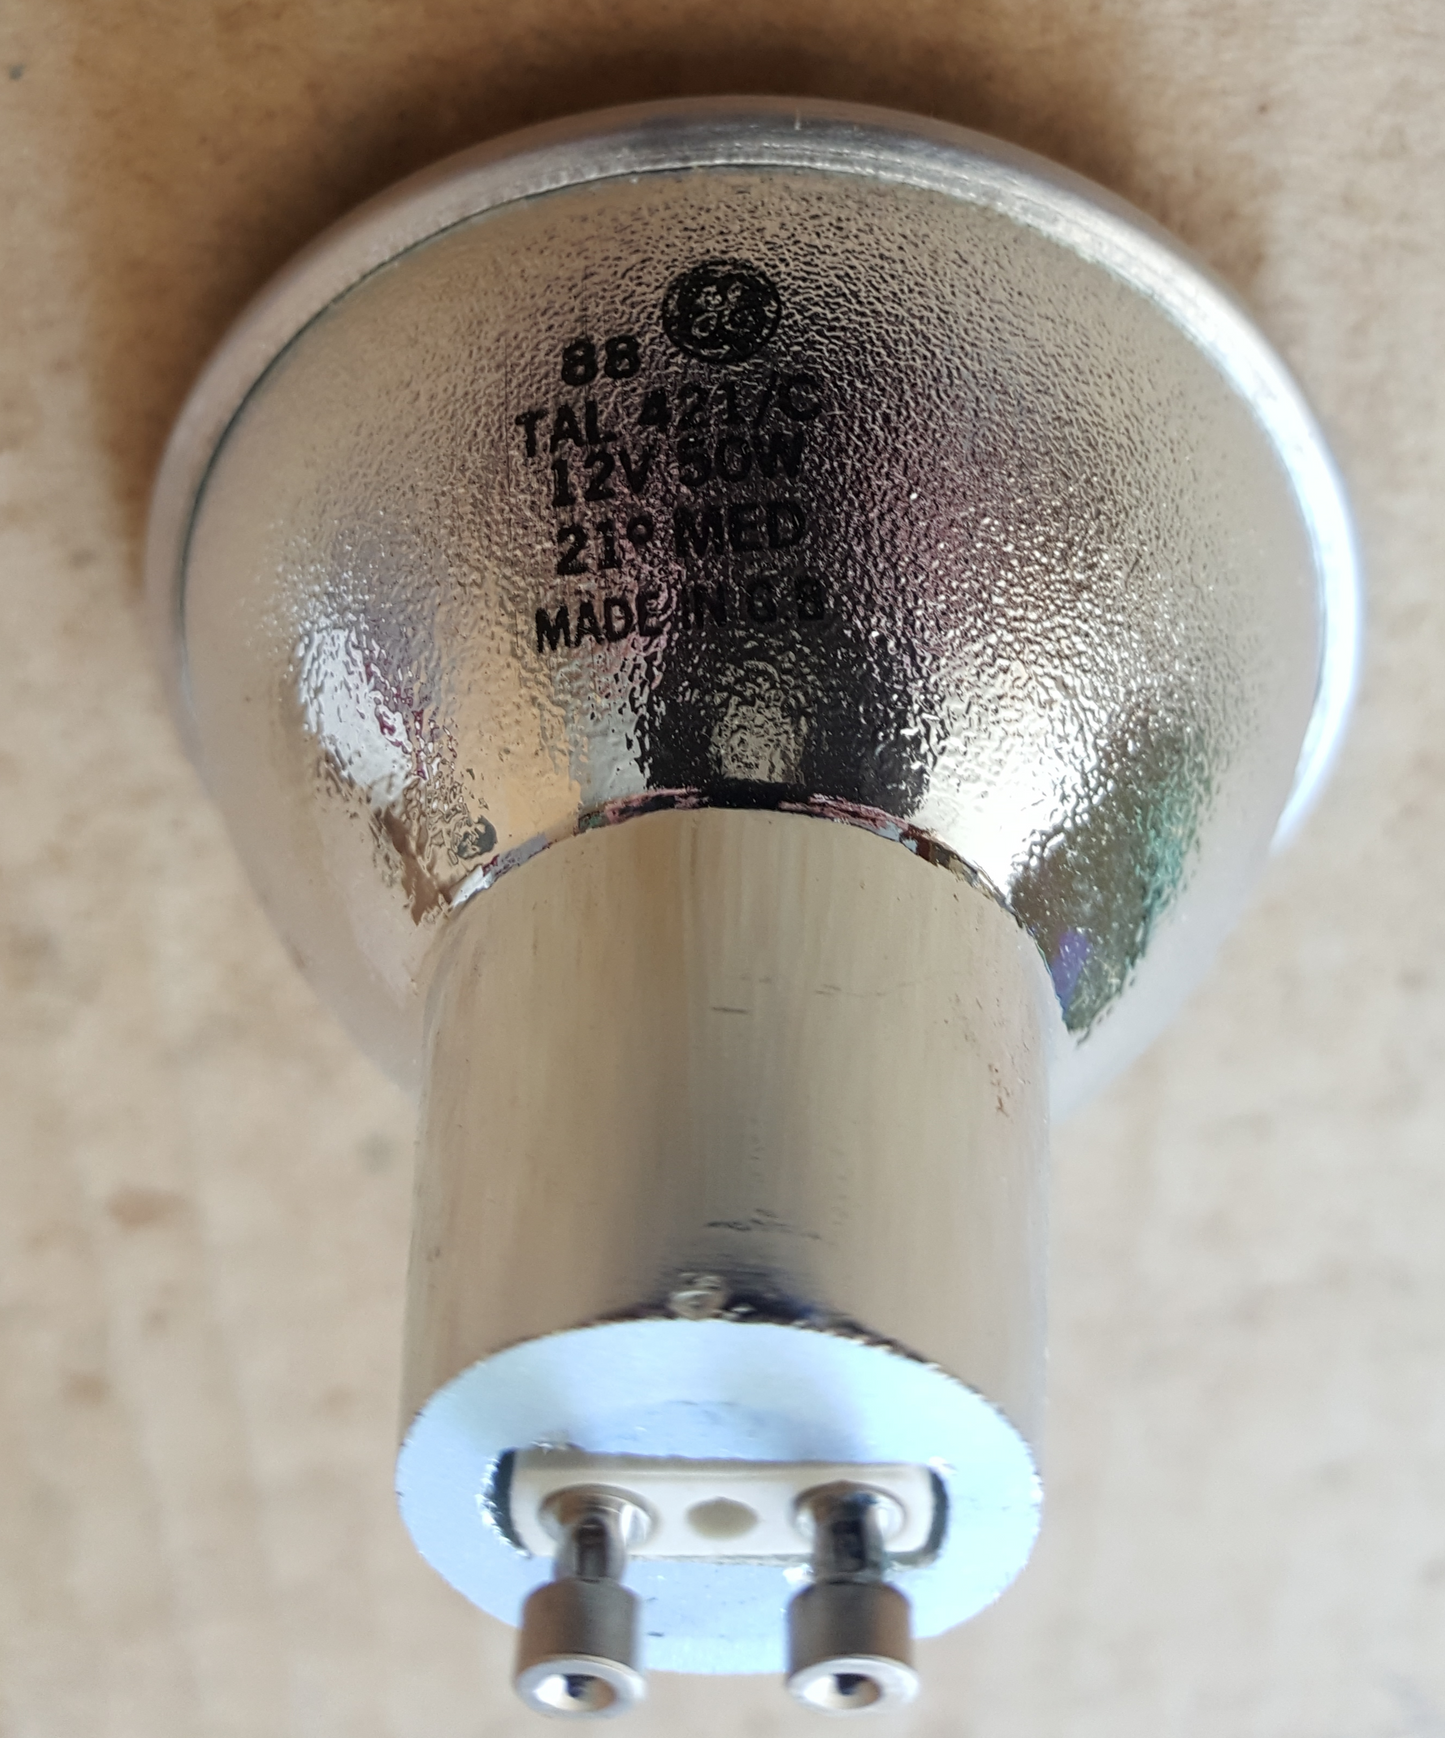 88
TAL 421/C
12V 50W
21° MED
MADE IN G B